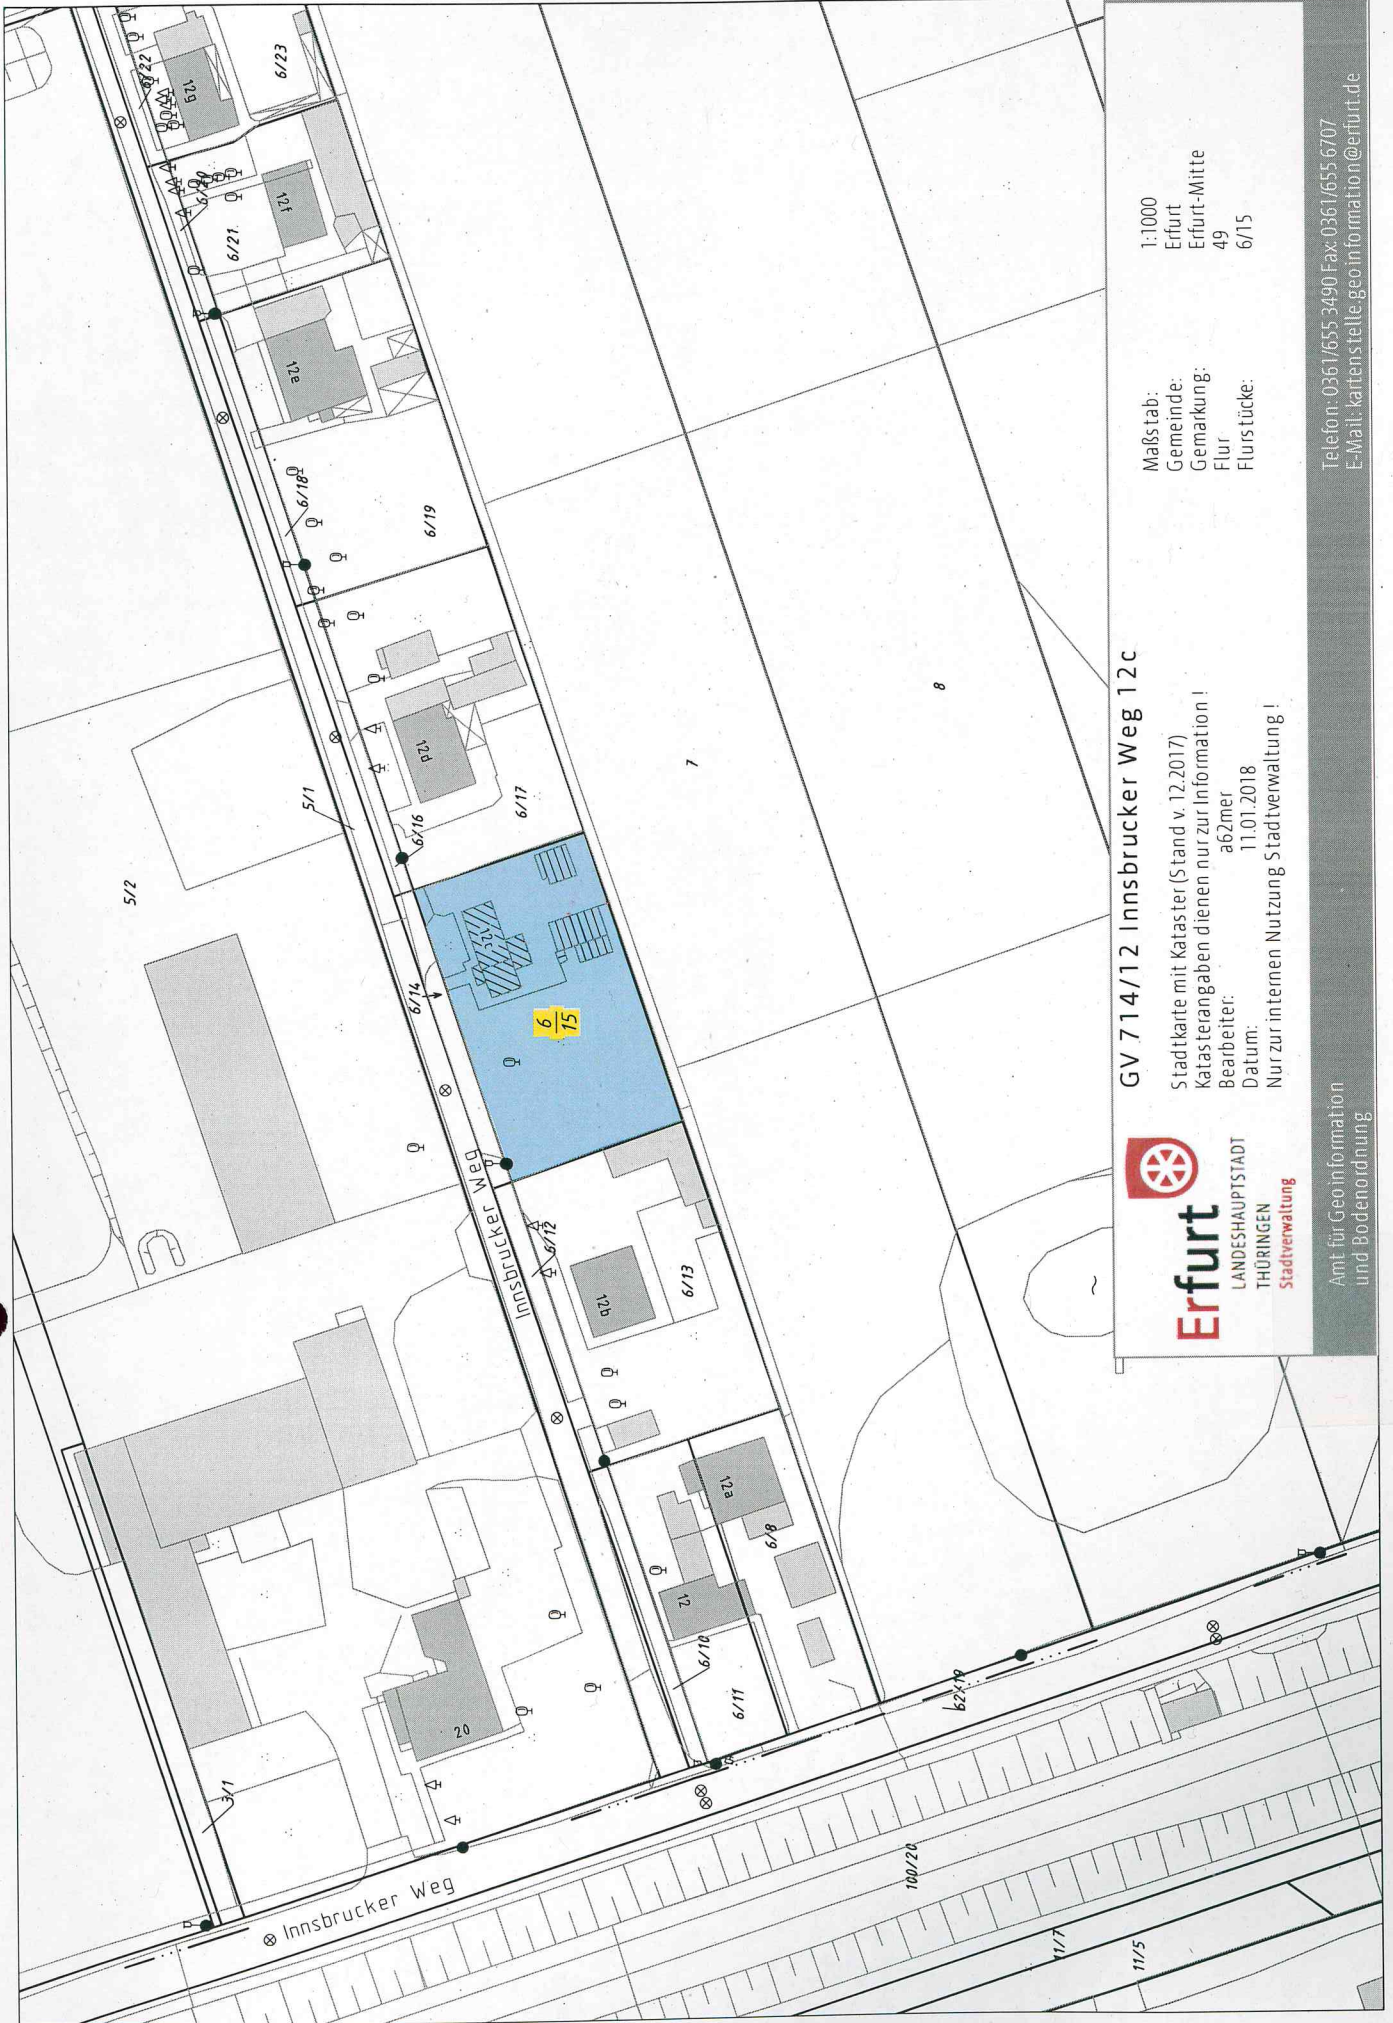 GV 714/12 Innsbrucker Weg 12c
Stadtkarte mit Kataster (Stand v. 12.2017)
Katasterangaben dienen nur zur Information !
Bearbeiter: a62mer
Datum: 11.01.2018
Nur zur internen Nutzung Stadtverwaltung !
Maßstab: 1:1000
Gemeinde: Erfurt
Gemarkung: Erfurt-Mitte
Flur 49
Flurstücke: 6/15
Erfurt
LANDESHAUPTSTADT
THÜRINGEN
Stadtverwaltung
Amt für Geoinformation
und Bodenordnung
Telefon: 0361/655 3490 Fax: 0361/655 6707
E-Mail: kartenstelle.geoinformation@erfurt.de
Innsbrucker Weg
Innsbrucker Weg
3/1
20
5/2
5/1
6/10
6/11
12
12a
6/8
6/12
12b
6/13
6/14
6
15
6/16
6/17
12d
6/18
6/19
12e
6/20
6/21
12f
6/22
12g
6/23
7
8
62/19
100/20
11/7
11/5